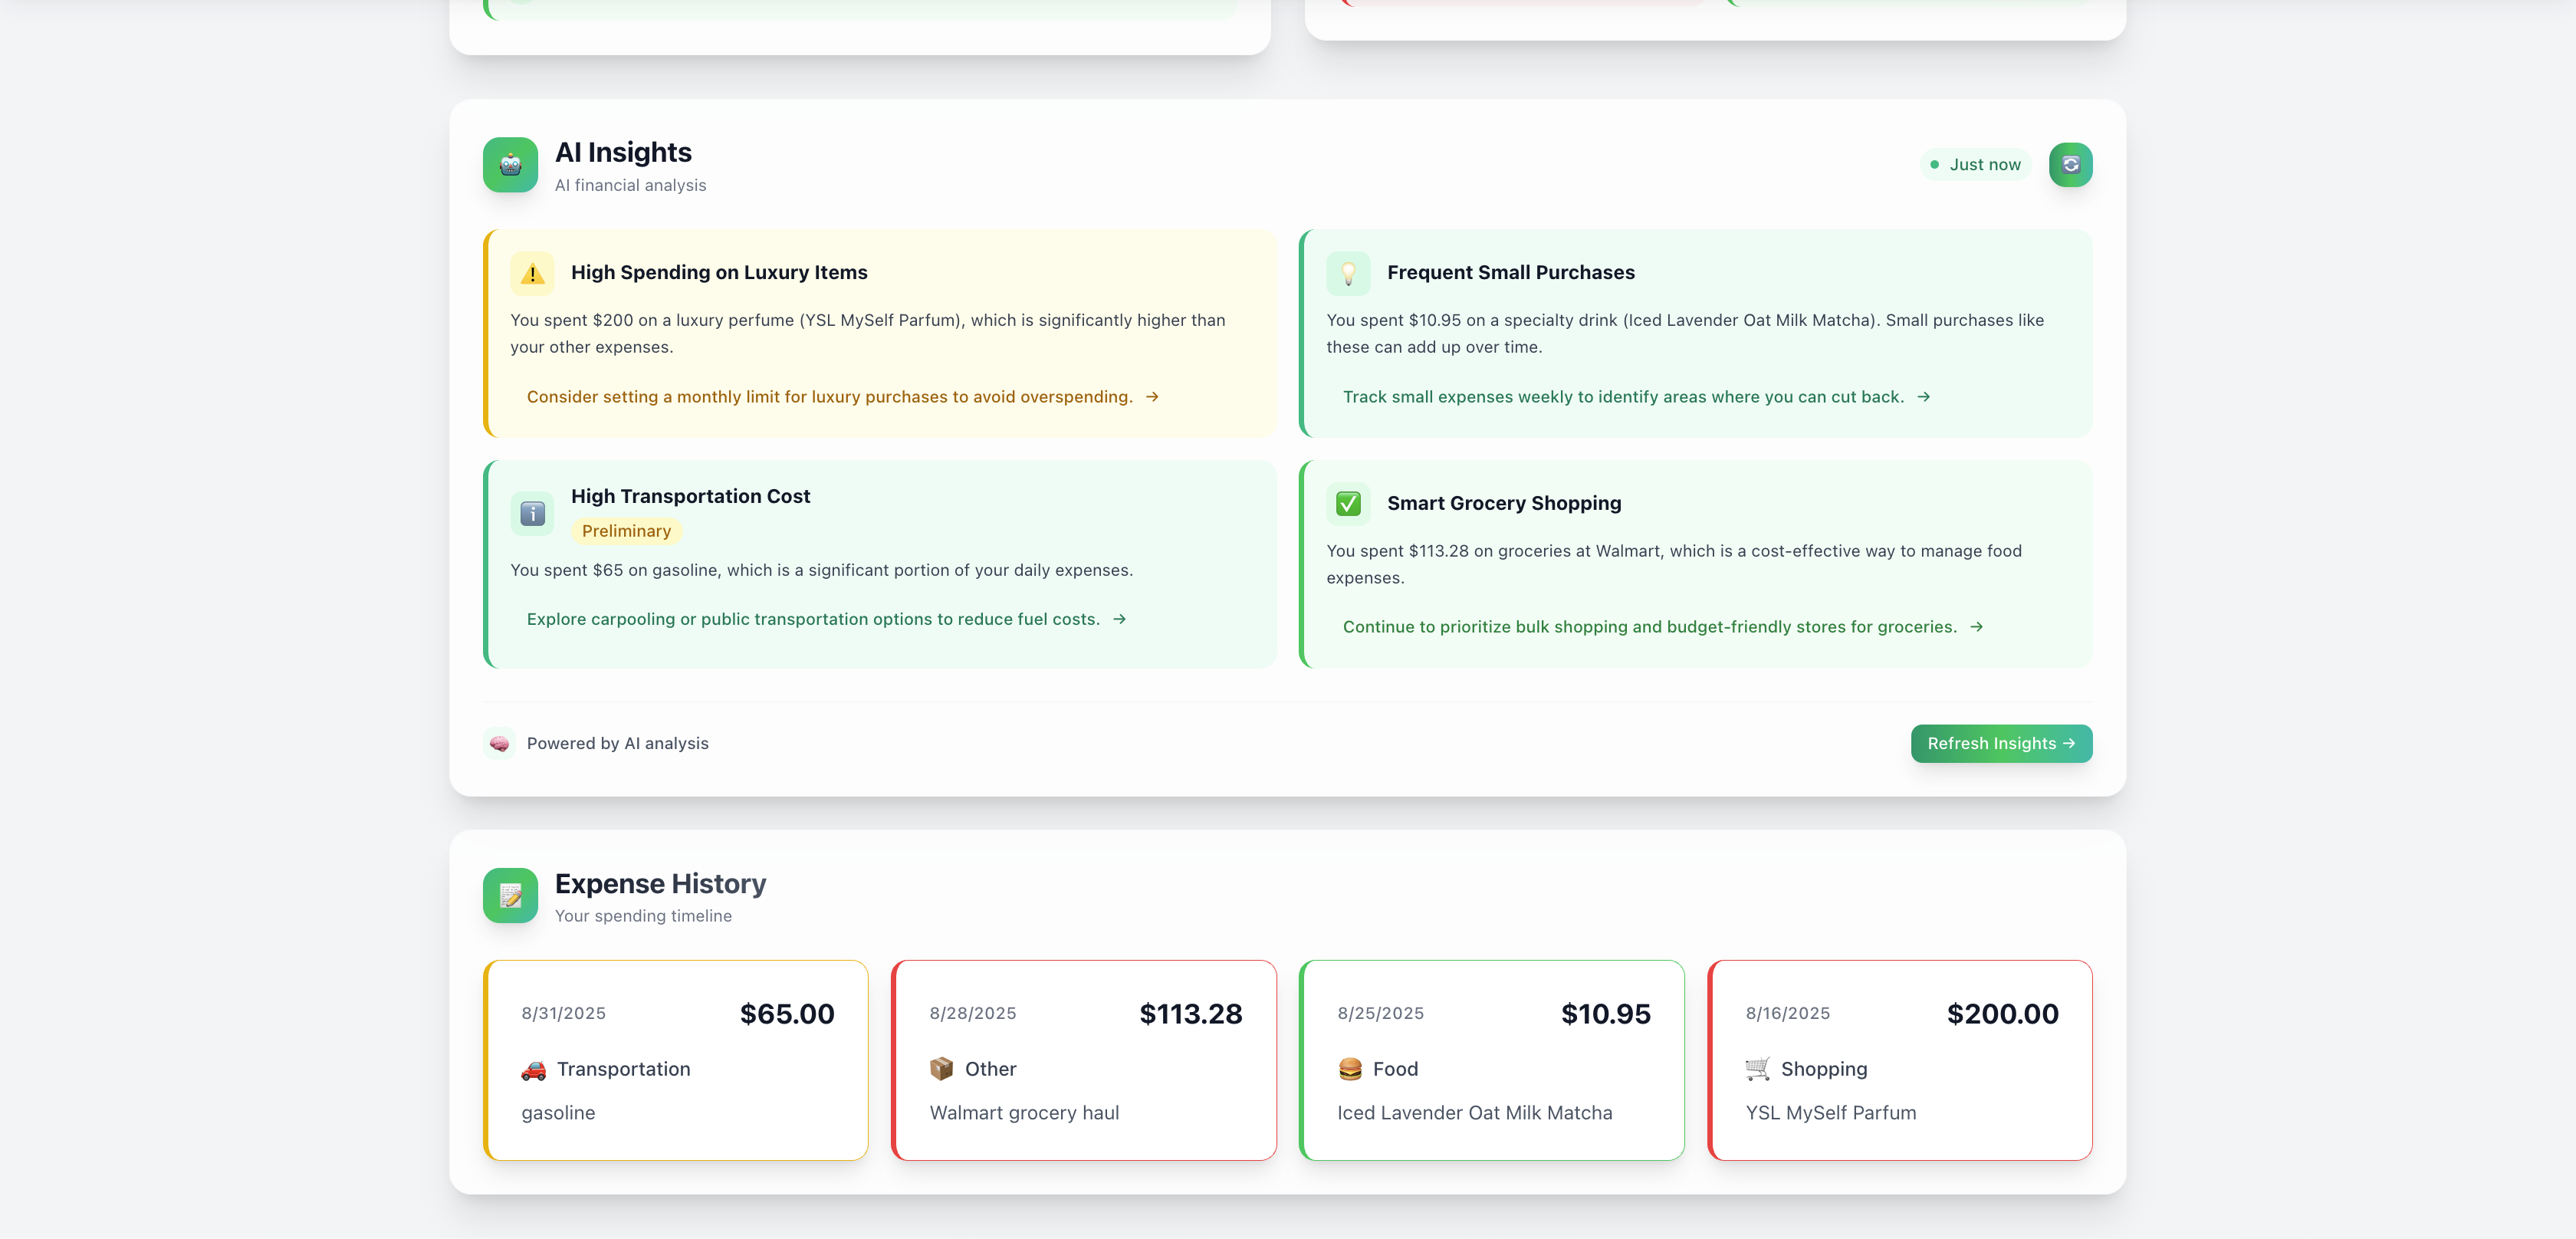 AI Insights
AI financial analysis
Just now
High Spending on Luxury Items
You spent $200 on a luxury perfume (YSL MySelf Parfum), which is significantly higher than
your other expenses.
Consider setting a monthly limit for luxury purchases to avoid overspending. →
Frequent Small Purchases
You spent $10.95 on a specialty drink (Iced Lavender Oat Milk Matcha). Small purchases like
these can add up over time.
Track small expenses weekly to identify areas where you can cut back. →
High Transportation Cost
Preliminary
You spent $65 on gasoline, which is a significant portion of your daily expenses.
Explore carpooling or public transportation options to reduce fuel costs. →
Smart Grocery Shopping
You spent $113.28 on groceries at Walmart, which is a cost-effective way to manage food
expenses.
Continue to prioritize bulk shopping and budget-friendly stores for groceries. →
Powered by AI analysis
Refresh Insights →
Expense History
Your spending timeline
8/31/2025 $65.00
Transportation
gasoline
8/28/2025 $113.28
Other
Walmart grocery haul
8/25/2025 $10.95
Food
Iced Lavender Oat Milk Matcha
8/16/2025 $200.00
Shopping
YSL MySelf Parfum